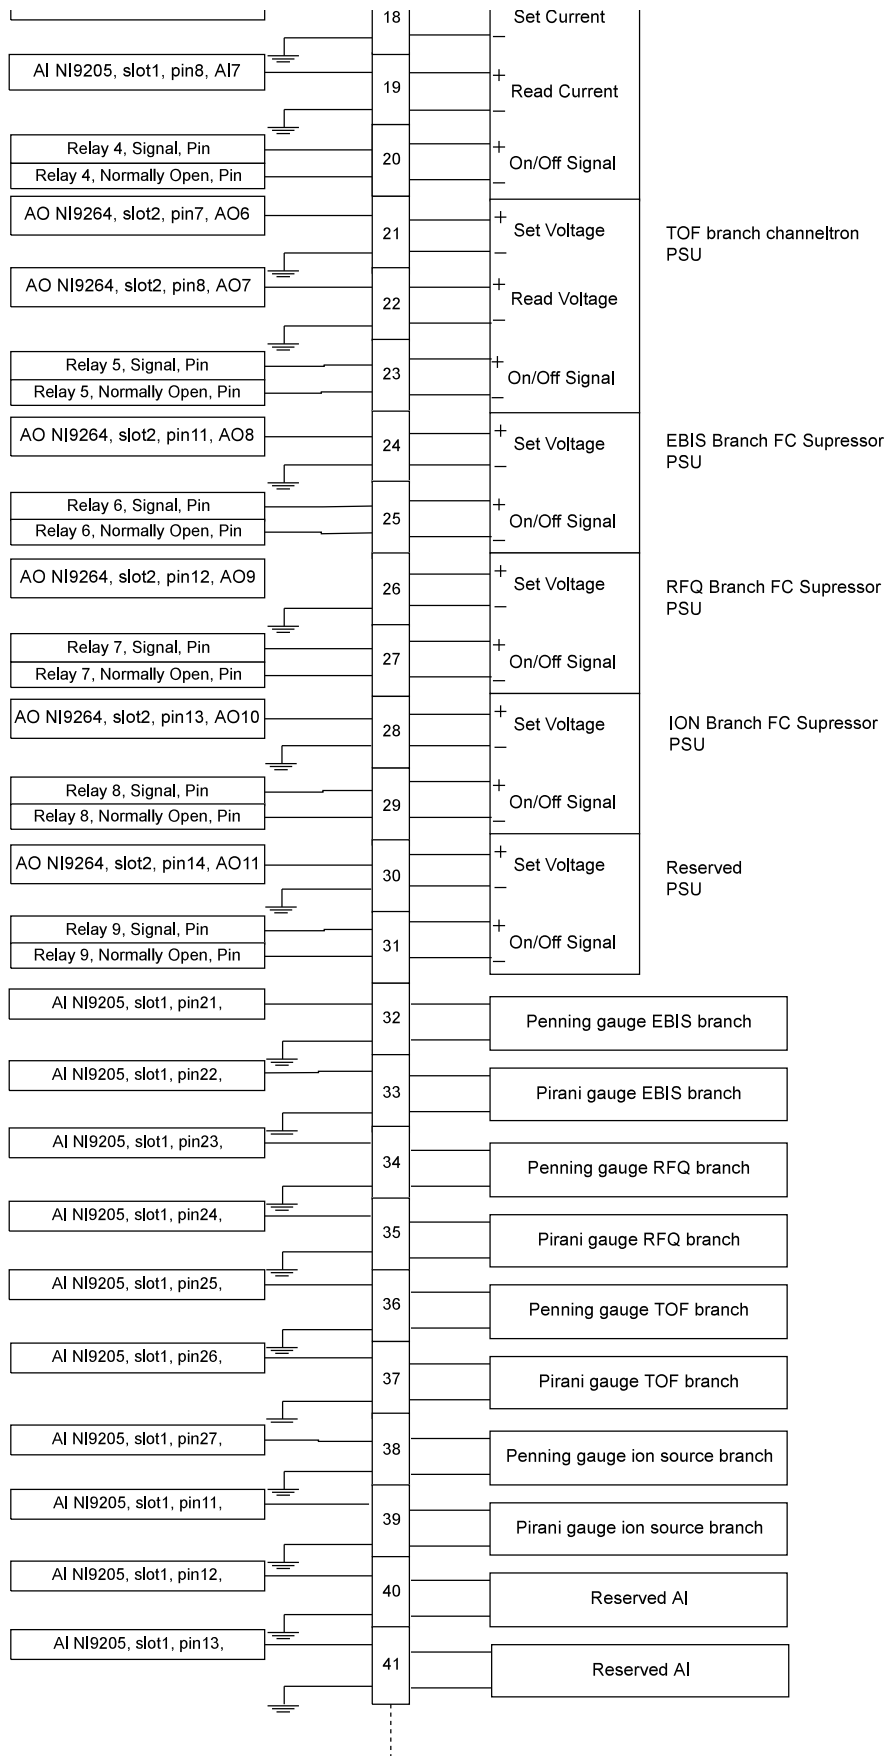 18
Set Current
−
AI NI9205, slot1, pin8, AI7
19
+
Read Current
−
Relay 4, Signal, Pin
Relay 4, Normally Open, Pin
20
+
On/Off Signal
−
AO NI9264, slot2, pin7, AO6
21
+
Set Voltage
−
TOF branch channeltron
PSU
AO NI9264, slot2, pin8, AO7
22
+
Read Voltage
−
Relay 5, Signal, Pin
Relay 5, Normally Open, Pin
23
+
On/Off Signal
−
AO NI9264, slot2, pin11, AO8
24
+
Set Voltage
−
EBIS Branch FC Supressor
PSU
Relay 6, Signal, Pin
Relay 6, Normally Open, Pin
25
+
On/Off Signal
−
AO NI9264, slot2, pin12, AO9
26
+
Set Voltage
−
RFQ Branch FC Supressor
PSU
Relay 7, Signal, Pin
Relay 7, Normally Open, Pin
27
+
On/Off Signal
−
AO NI9264, slot2, pin13, AO10
28
+
Set Voltage
−
ION Branch FC Supressor
PSU
Relay 8, Signal, Pin
Relay 8, Normally Open, Pin
29
+
On/Off Signal
−
AO NI9264, slot2, pin14, AO11
30
+
Set Voltage
−
Reserved
PSU
Relay 9, Signal, Pin
Relay 9, Normally Open, Pin
31
+
On/Off Signal
−
AI NI9205, slot1, pin21,
32
Penning gauge EBIS branch
AI NI9205, slot1, pin22,
33
Pirani gauge EBIS branch
AI NI9205, slot1, pin23,
34
Penning gauge RFQ branch
AI NI9205, slot1, pin24,
35
Pirani gauge RFQ branch
AI NI9205, slot1, pin25,
36
Penning gauge TOF branch
AI NI9205, slot1, pin26,
37
Pirani gauge TOF branch
AI NI9205, slot1, pin27,
38
Penning gauge ion source branch
AI NI9205, slot1, pin11,
39
Pirani gauge ion source branch
AI NI9205, slot1, pin12,
40
Reserved AI
AI NI9205, slot1, pin13,
41
Reserved AI